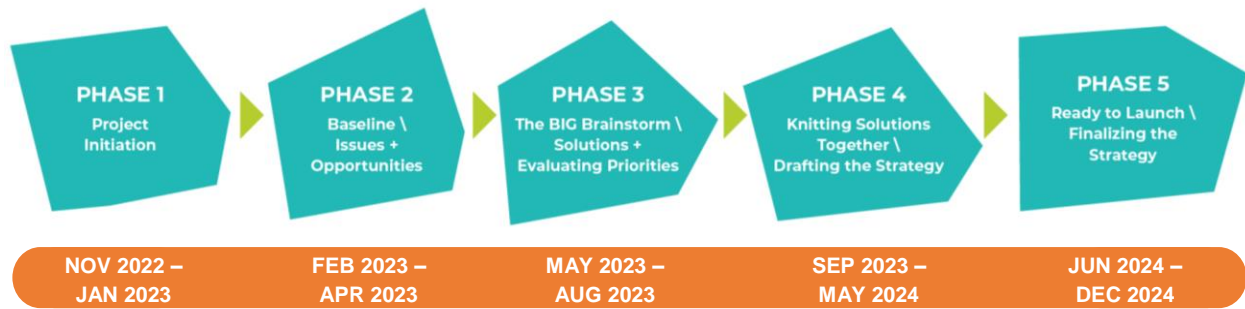 PHASE 1
Project
Initiation
PHASE 2
Baseline \
Issues +
Opportunities
PHASE 3
The BIG Brainstorm \
Solutions +
Evaluating Priorities
PHASE 4
Knitting Solutions
Together \
Drafting the Strategy
PHASE 5
Ready to Launch \
Finalizing the
Strategy
NOV 2022 –
JAN 2023
FEB 2023 –
APR 2023
MAY 2023 –
AUG 2023
SEP 2023 –
MAY 2024
JUN 2024 –
DEC 2024